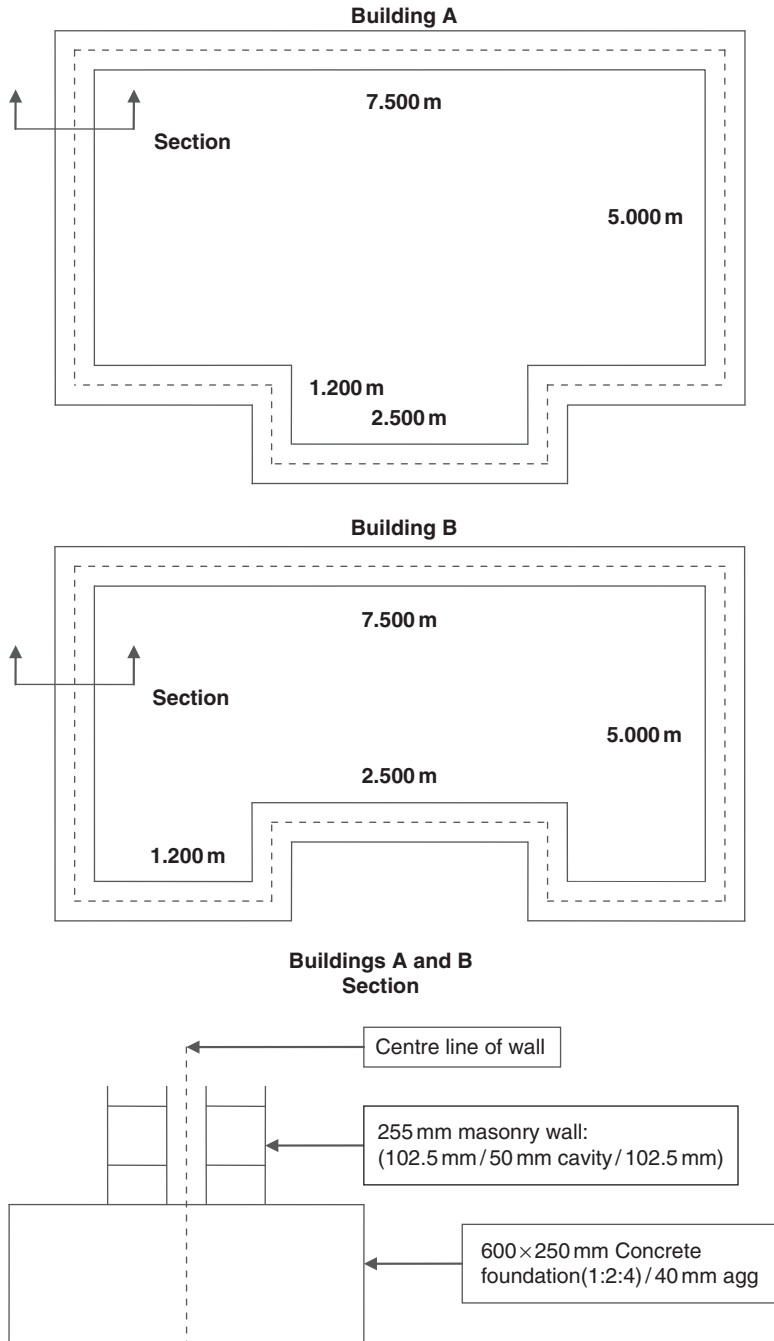 Building A
7.500 m
Section
5.000 m
1.200 m
2.500 m
Building B
7.500 m
Section
5.000 m
2.500 m
1.200 m
Buildings A and B
Section
Centre line of wall
255 mm masonry wall:
(102.5 mm / 50 mm cavity / 102.5 mm)
600 × 250 mm Concrete
foundation(1:2:4) / 40 mm agg